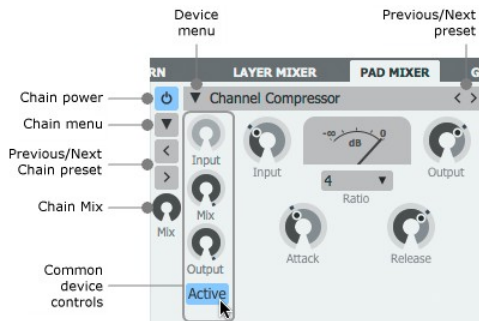 Device
menu
Previous/Next
preset
RN
LAYER MIXER
PAD MIXER
Chain power
Channel Compressor
< >
Chain menu
Previous/Next
Chain preset
<
>
-∞
0
dB
Input
Input
Output
4
Ratio
Chain Mix
Mix
Mix
Attack
Release
Output
Common
device
controls
Active